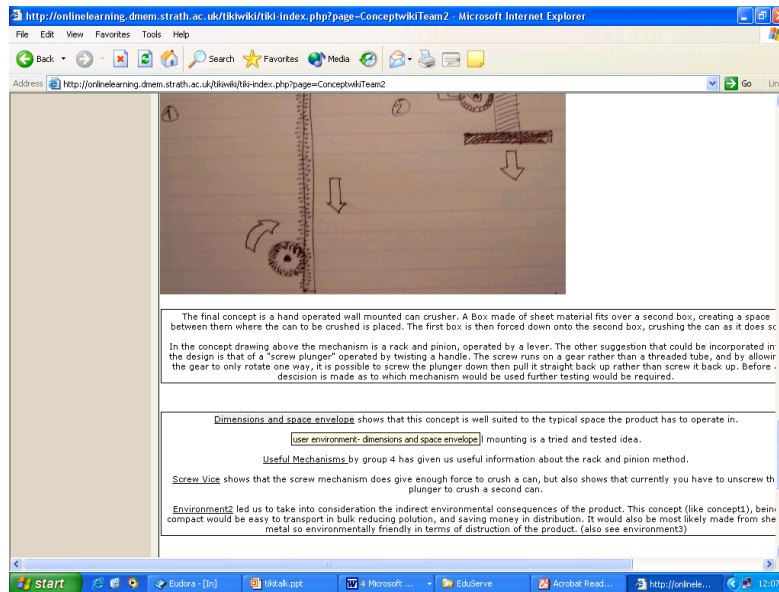 http://onlinelearning.dmem.strath.ac.uk/tikiwiki/tiki-index.php?page=ConceptwikiTeam2 - Microsoft Internet Explorer
File Edit View Favorites Tools Help
Back Search Favorites Media
Address http://onlinelearning.dmem.strath.ac.uk/tikiwiki/tiki-index.php?page=ConceptwikiTeam2 Go Lin
1 2
The final concept is a hand operated wall mounted can crusher. A Box made of sheet material fits over a second box, creating a space
between them where the can to be crushed is placed. The first box is then forced down onto the second box, crushing the can as it does so
In the concept drawing above the mechanism is a rack and pinion, operated by a lever. The other suggestion that could be incorporated in
the design is that of a "screw plunger" operated by twisting a handle. The screw runs on a gear rather than a threaded tube, and by allowin
the gear to only rotate one way, it is possible to screw the plunger down then pull it straight back up rather than screw it back up. Before
descision is made as to which mechanism would be used further testing would be required.
Dimensions and space envelope shows that this concept is well suited to the typical space the product has to operate in.
user environment- dimensions and space envelope l mounting is a tried and tested idea.
Useful Mechanisms by group 4 has given us useful information about the rack and pinion method.
Screw Vice shows that the screw mechanism does give enough force to crush a can, but also shows that currently you have to unscrew th
plunger to crush a second can.
Environment2 led us to take into consideration the indirect environmental consequences of the product. This concept (like concept1), bein
compact would be easy to transport in bulk reducing polution, and saving money in distribution. It would also be most likely made from she
metal so environmentally friendly in terms of distruction of the product. (also see environment3)
start Eudora - [In] tikitalk.ppt 4 Microsoft ... EduServe Acrobat Read... http://onlinele... 12:07